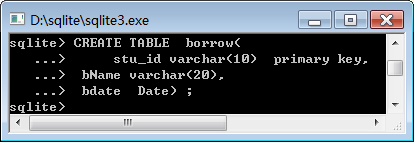 D:\sqlite\sqlite3.exe
sqlite> CREATE TABLE  borrow(
   ...>      stu_id varchar(10)  primary key,
   ...>  bName varchar(20),
   ...>  bdate  Date) ;
sqlite>